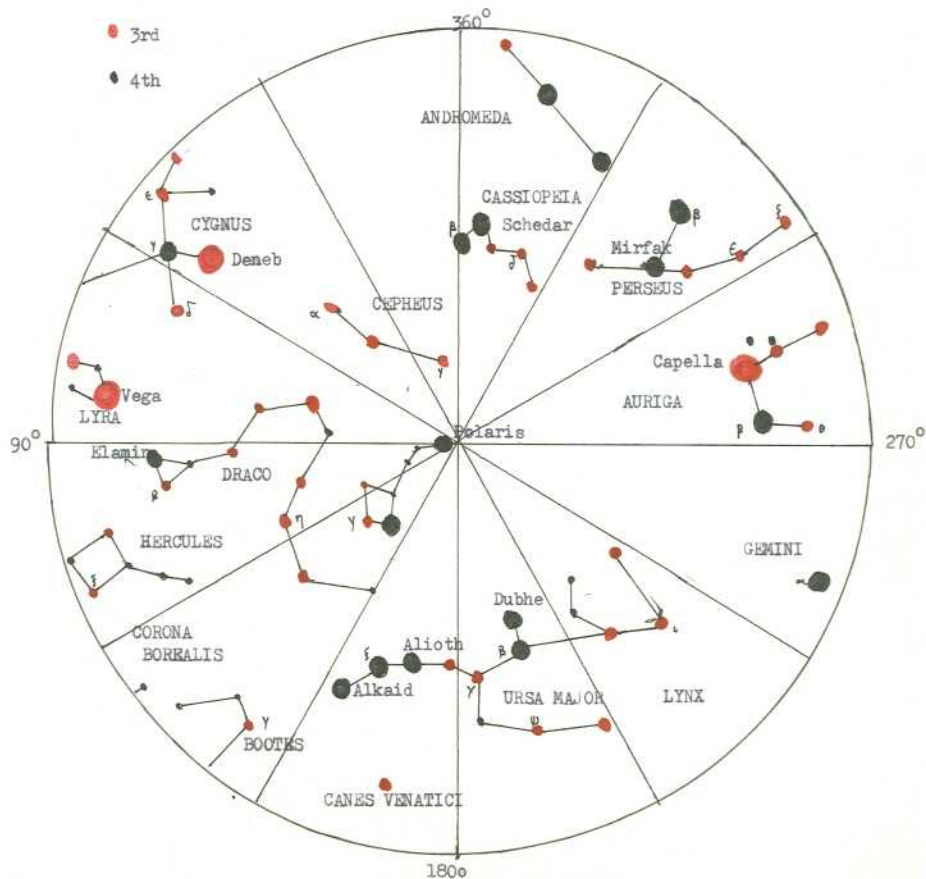 360°
3rd
4th
ANDROMEDA
CASSIOPEIA
β
Schedar
δ
β
ξ
Mirfak
ε
PERSEUS
ε
CYGNUS
γ
Deneb
δ
CEPHEUS
α
γ
Capella
AURIGA
β
θ
Vega
LYRA
90°
Polaris
270°
Elamin
γ
DRACO
β
η
γ
HERCULES
ξ
GEMINI
α
Dubhe
CORONA
BOREALIS
ξ
Alioth
β
ι
Alkaid
γ
URSA MAJOR
LYNX
ψ
γ
BOOTES
CANES VENATICI
180°